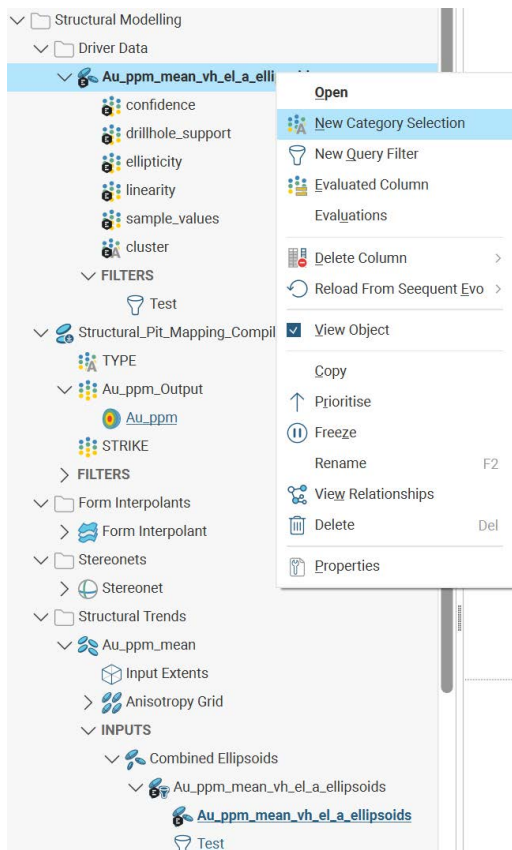 Structural Modelling
Driver Data
Au_ppm_mean_vh_el_a_elli
confidence
drillhole_support
ellipticity
linearity
sample_values
cluster
FILTERS
Test
Structural_Pit_Mapping_Compil
TYPE
Au_ppm_Output
Au_ppm
STRIKE
FILTERS
Form Interpolants
Form Interpolant
Stereonets
Stereonet
Structural Trends
Au_ppm_mean
Input Extents
Anisotropy Grid
INPUTS
Combined Ellipsoids
Au_ppm_mean_vh_el_a_ellipsoids
Au_ppm_mean_vh_el_a_ellipsoids
Test
Open
New Category Selection
New Query Filter
Evaluated Column
Evaluations
Delete Column
Reload From Seequent Evo
View Object
Copy
Prioritise
Freeze
Rename F2
View Relationships
Delete Del
Properties